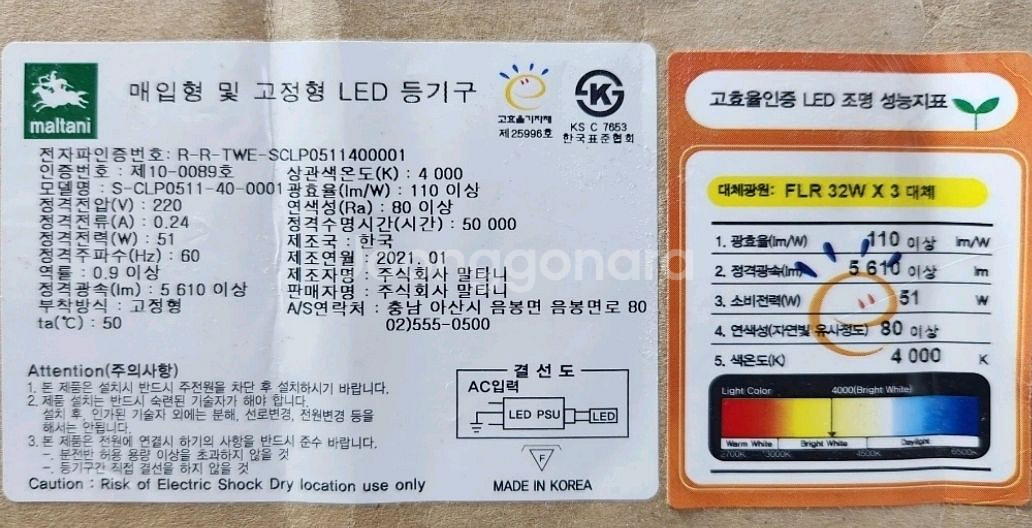 maltani
매입형 및 고정형 LED 등기구
고효율기자재
제25996호
KS C 7653
한국표준협회
전자파인증번호: R-R-TWE-SCLP0511400001
인증번호 : 제10-0089호
모델명 : S-CLP0511-40-0001
정격전압(V) : 220
정격전류(A) : 0.24
정격전력(W) : 51
정격주파수(Hz) : 60
역률 : 0.9 이상
정격광속(lm) : 5 610 이상
부착방식 : 고정형
ta(℃) : 50
상관색온도(K) : 4 000
광효율(lm/W) : 110 이상
연색성(Ra) : 80 이상
정격수명시간(시간) : 50 000
제조국 : 한국
제조연월 : 2021.01
제조자명 : 주식회사 말타니
판매자명 : 주식회사 말타니
A/S연락처 : 충남 아산시 음봉면 음봉면로 80
02)555-0500
Attention(주의사항)
1. 본 제품은 설치시 반드시 주전원을 차단 후 설치하시기 바랍니다.
2. 제품 설치는 반드시 숙련된 기술자가 해야 합니다.
설치 후, 인가된 기술자 외에는 분해, 선로변경, 전원변경 등을
해서는 안됩니다.
3. 본 제품은 전원에 연결시 하기의 사항을 반드시 준수 바랍니다.
-. 분전반 허용 용량 이상을 초과하지 않을 것
-. 등기구간 직접 결선을 하지 않을 것
Caution : Risk of Electric Shock Dry location use only
결선도
AC입력
LED PSU
LED
F
MADE IN KOREA
고효율인증 LED 조명 성능지표
대체광원: FLR 32W X 3 대체
1. 광효율(lm/W) 110 이상 lm/W
2. 정격광속(lm) 5 610 이상 lm
3. 소비전력(W) 51 W
4. 연색성(자연빛 유사정도) 80 이상
5. 색온도(K) 4 000 K
Light Color 4000(Bright White)
Warm White Bright White Daylight
2700K 3000K 4500K 6500K